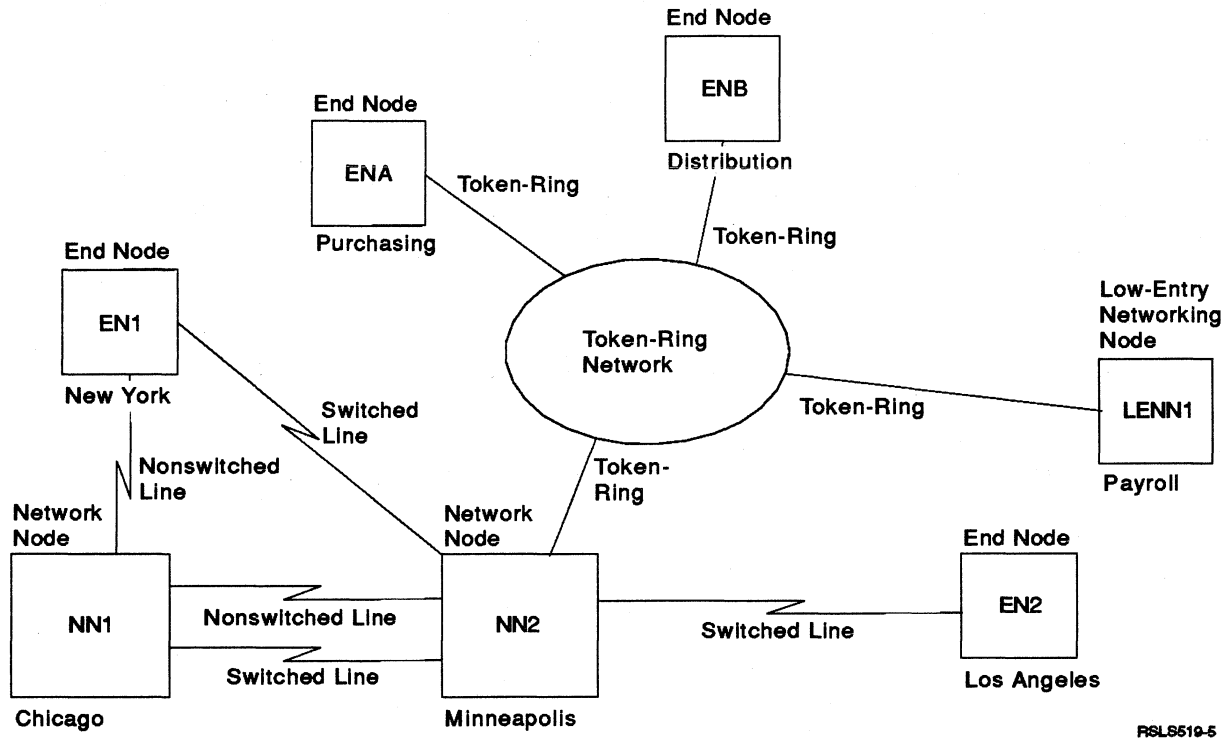 End Node
ENB
Distribution
End Node
ENA
Purchasing
Token-Ring
Token-Ring
End Node
EN1
New York
Token-Ring
Network
Low-Entry
Networking
Node
LENN1
Payroll
Token-Ring
Switched
Line
Nonswitched
Line
Token-
Ring
Network
Node
NN1
Chicago
Nonswitched Line
Switched Line
Network
Node
NN2
Minneapolis
Switched Line
End Node
EN2
Los Angeles
RSLS519-5